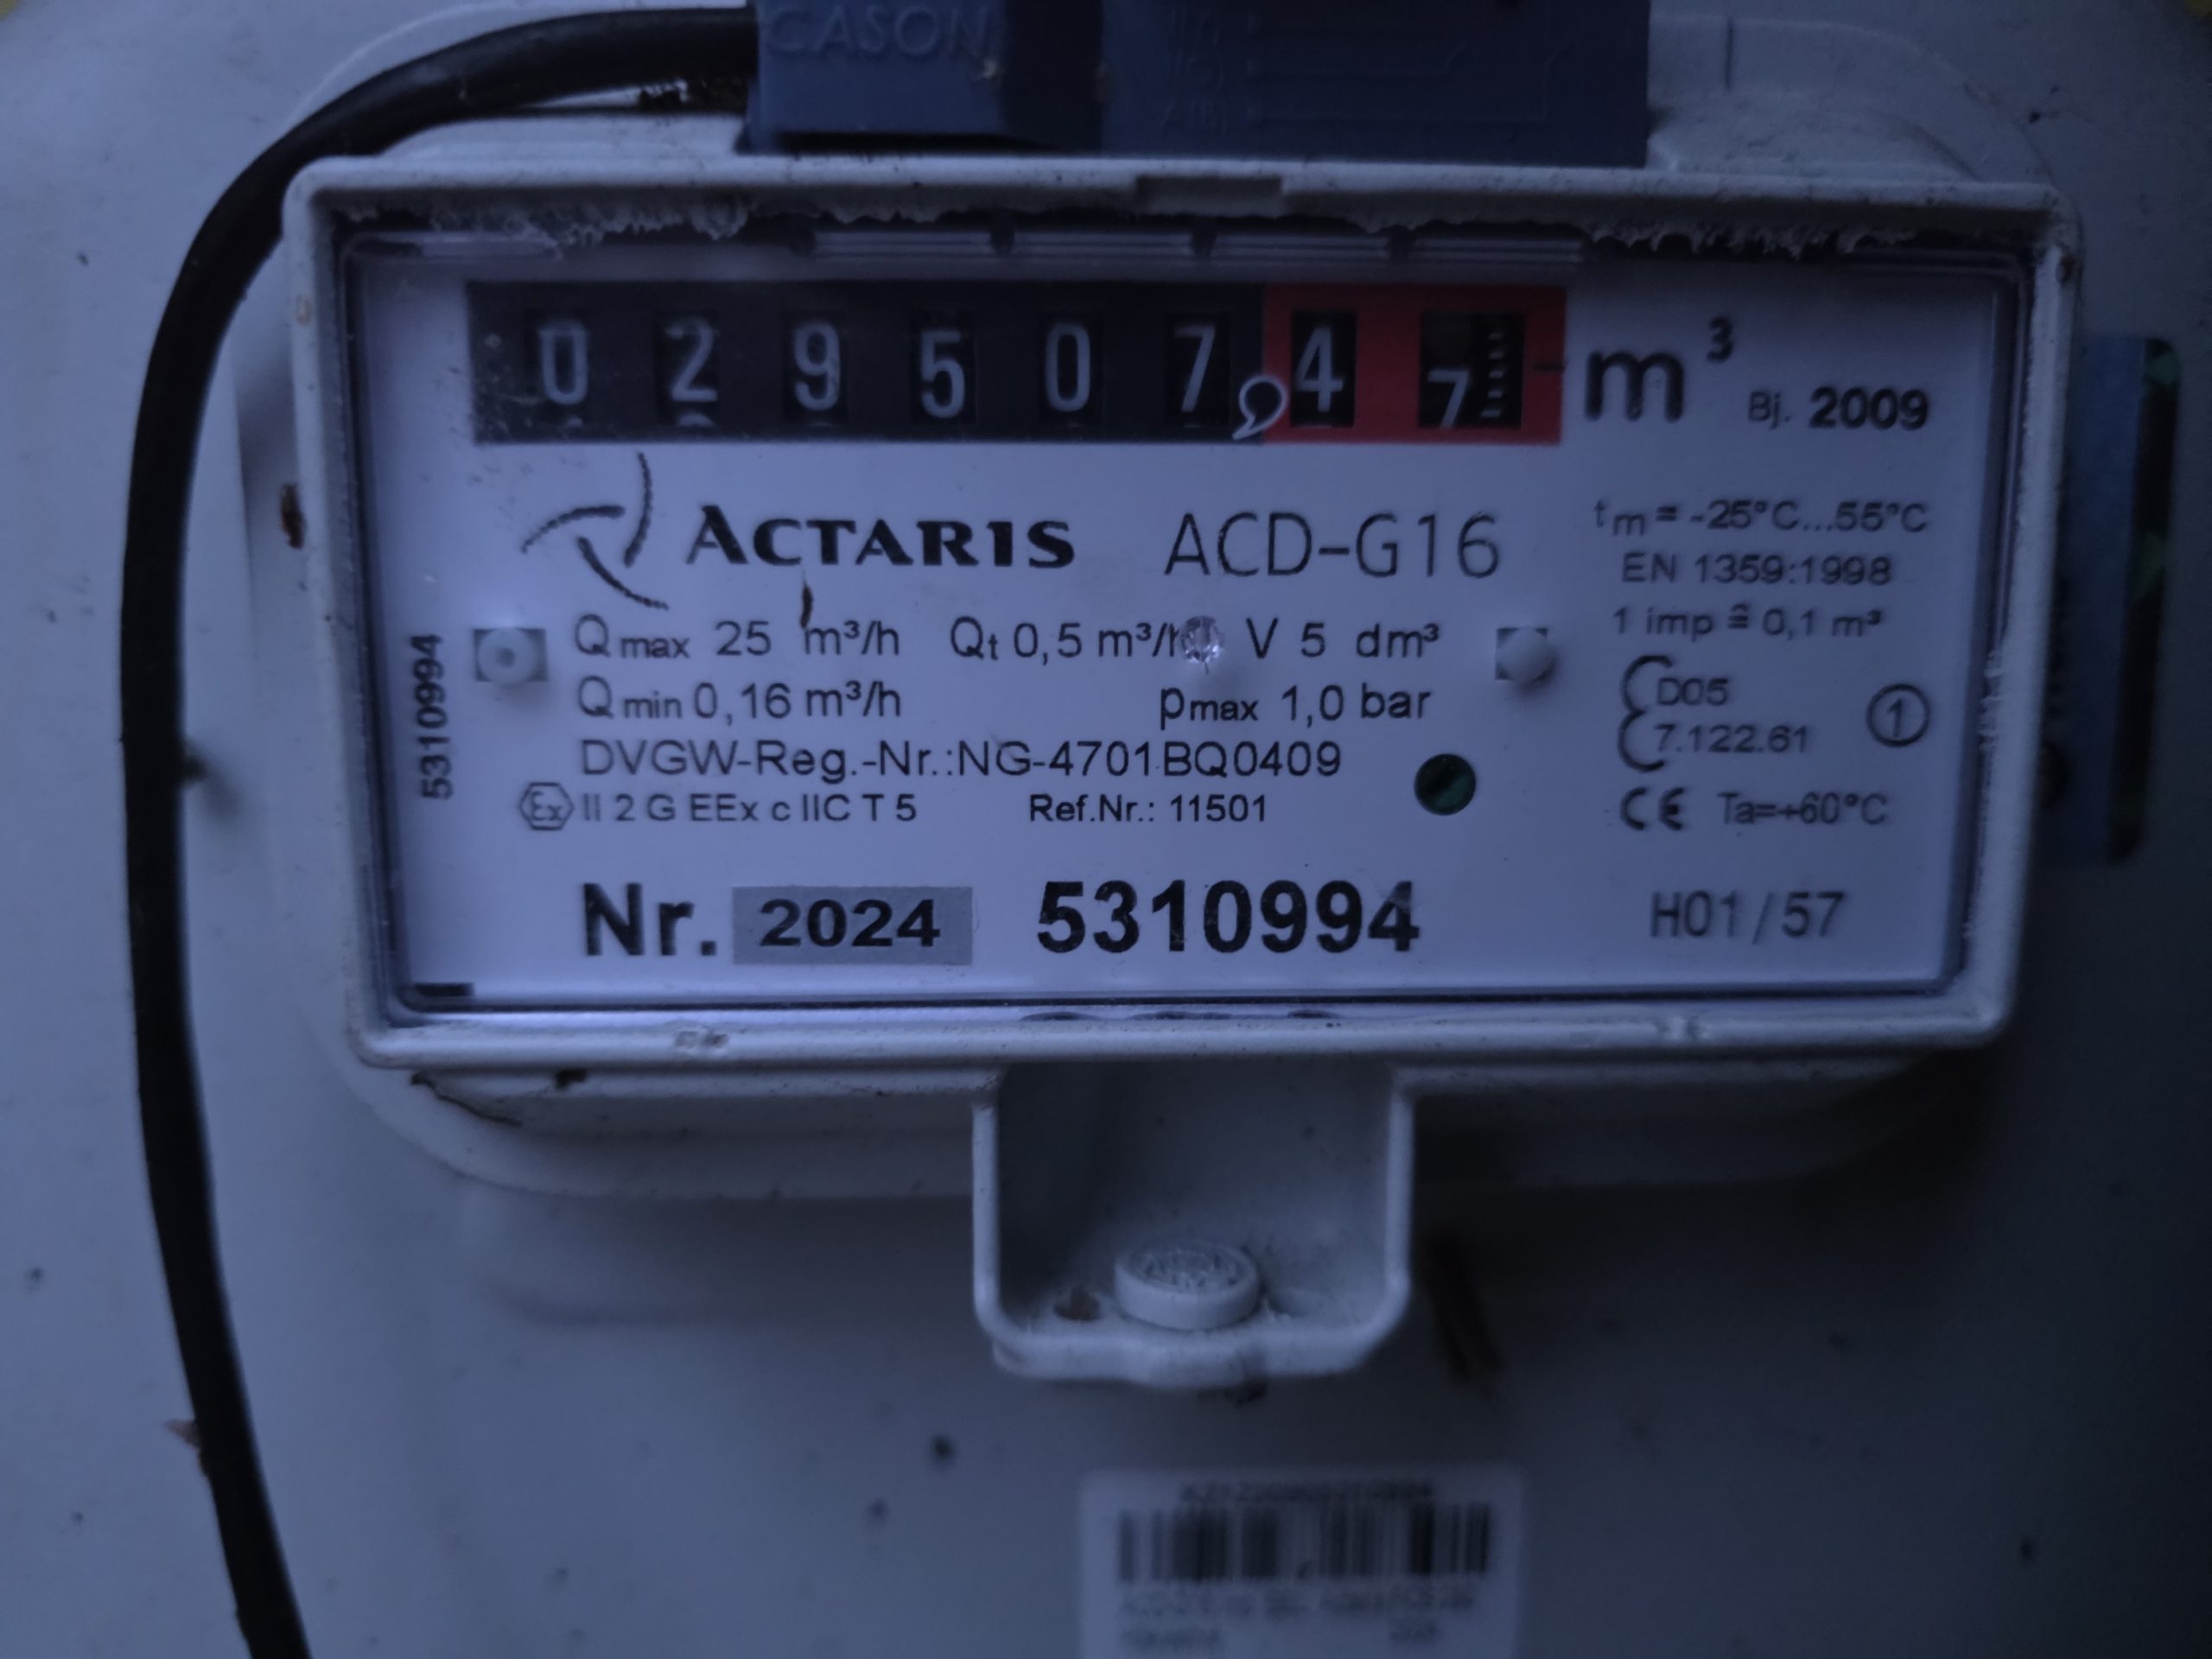 CASON
0 2 9 5 0 7 , 4 7 m³ Bj. 2009
ACTARIS ACD-G16
tm = -25°C...55°C
EN 1359:1998
1 imp ≙ 0,1 m³
5310994
Qmax 25 m³/h Qt 0,5 m³/h V 5 dm³
Qmin 0,16 m³/h pmax 1,0 bar
D05
7.122.61 1
DVGW-Reg.-Nr.:NG-4701BQ0409
Ex II 2 G EEx c IIC T 5 Ref.Nr.: 11501
CE Ta=+60°C
Nr. 2024 5310994 H01/57